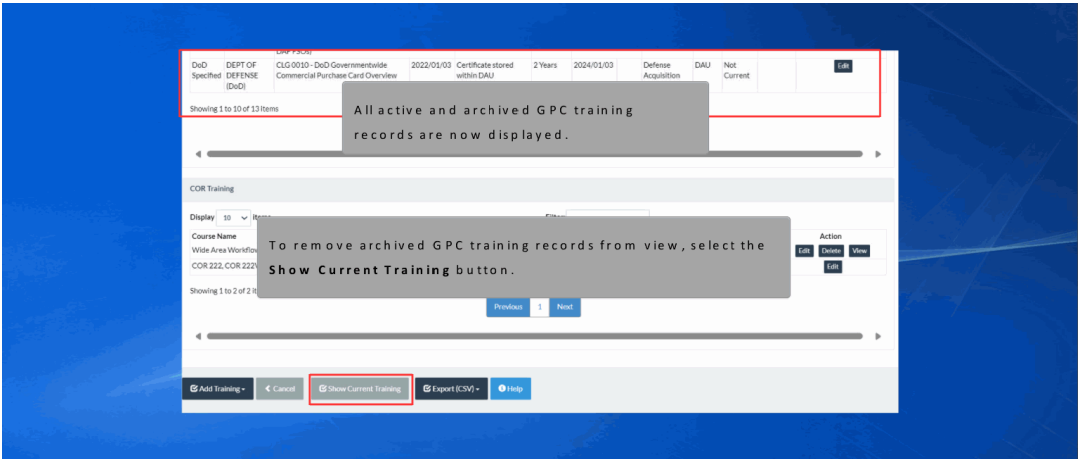 DoD DEPT OF CLG 0010 - DoD Governmentwide 2022/01/03 Certificate stored 2 Years 2024/01/03 Defense DAU Not Edit
Specified DEFENSE Commercial Purchase Card Overview within DAU Acquisition Current
(DoD)
Showing 1 to 10 of 13 items
All active and archived GPC training
records are now displayed.
COR Training
Display 10 items
Course Name Action
Wide Area Workflow Edit Delete View
To remove archived GPC training records from view, select the
Show Current Training button.
COR 222, COR 222V Edit
Showing 1 to 2 of 2 it
Previous 1 Next
Add Training Cancel Show Current Training Export (CSV) Help